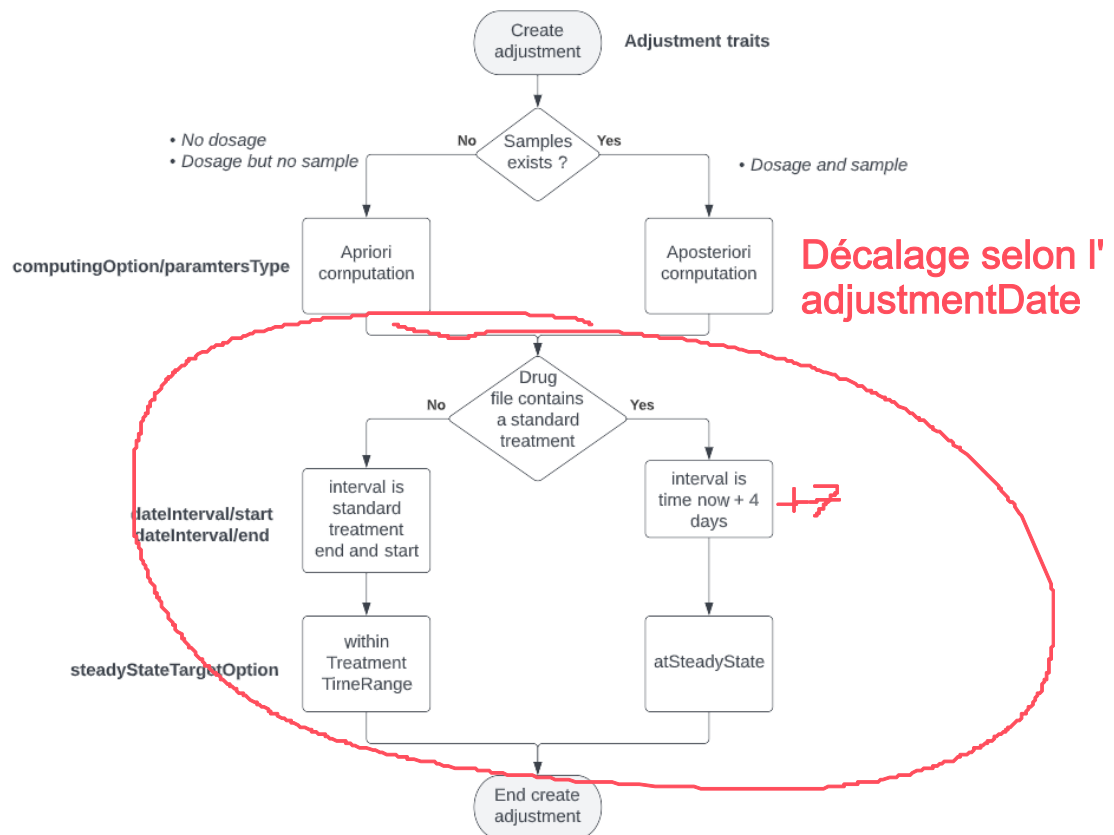 Create
adjustment
Adjustment traits
• No dosage
• Dosage but no sample
No
Samples
exists ?
Yes
• Dosage and sample
computingOption/paramtersType
Apriori
computation
Aposteriori
computation
Décalage selon l'
adjustmentDate
No
Drug
file contains
a standard
treatment
Yes
dateInterval/start
dateInterval/end
interval is
standard
treatment
end and start
interval is
time now + 4
days
+7
steadyStateTargetOption
within
Treatment
TimeRange
atSteadyState
End create
adjustment